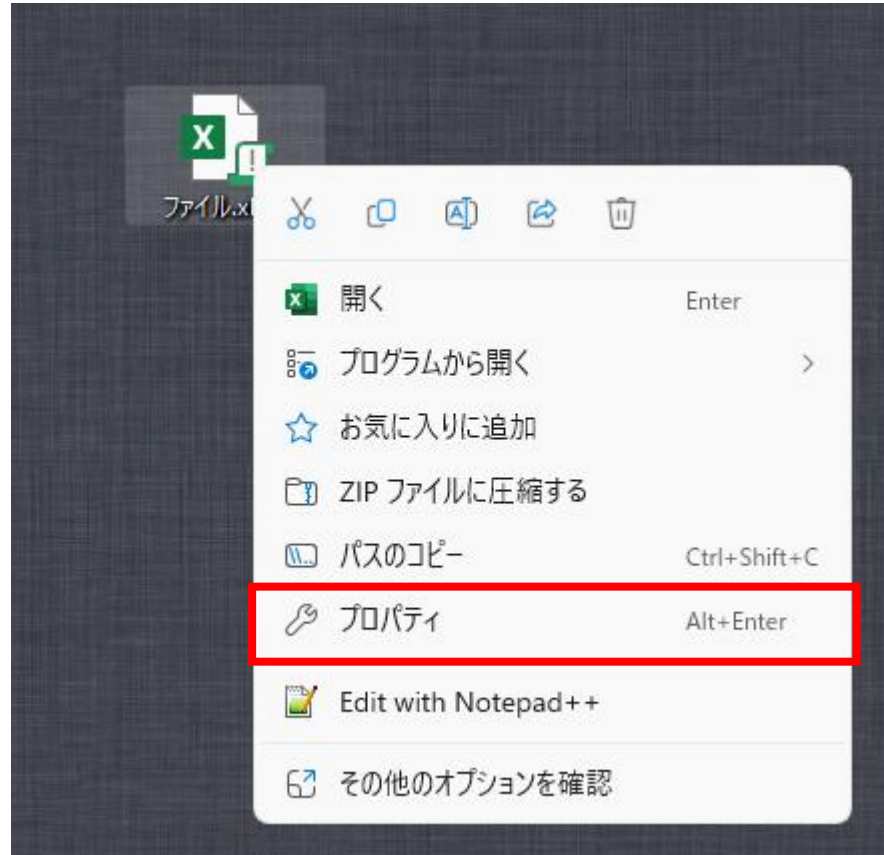 ファイル.xl
開く Enter
プログラムから開く
お気に入りに追加
ZIP ファイルに圧縮する
パスのコピー Ctrl+Shift+C
プロパティ Alt+Enter
Edit with Notepad++
その他のオプションを確認